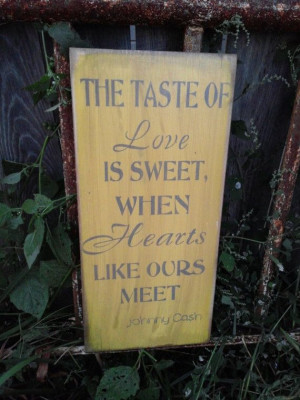 THE TASTE OF
Love
IS SWEET,
WHEN
Hearts
LIKE OURS
MEET
Johnny Cash